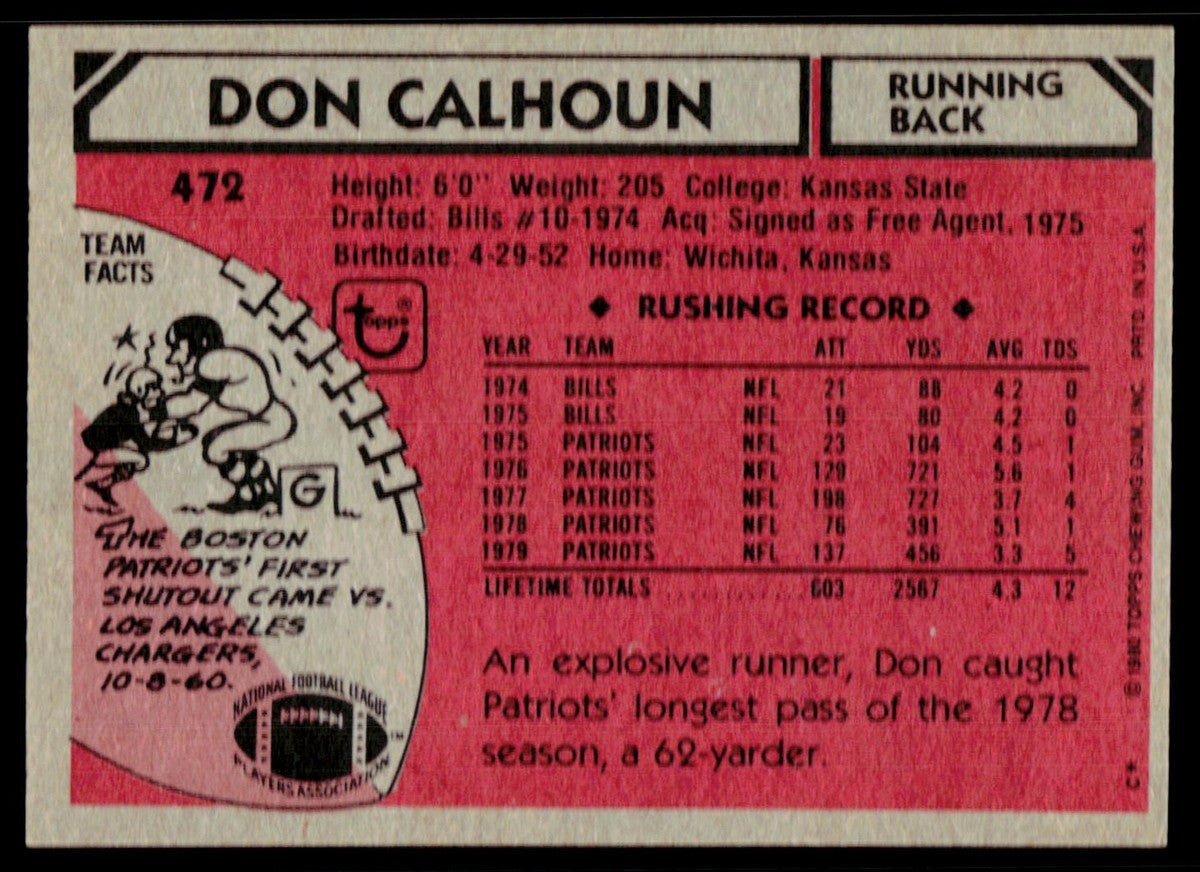 DON CALHOUN
RUNNING
BACK
472
Height: 6'0" Weight: 205 College: Kansas State
Drafted: Bills #10-1974 Acq: Signed as Free Agent, 1975
Birthdate: 4-29-52 Home: Wichita, Kansas
TEAM
FACTS
topps®
G
THE BOSTON
PATRIOTS' FIRST
SHUTOUT CAME VS.
LOS ANGELES
CHARGERS,
10-8-60.
NATIONAL FOOTBALL LEAGUE
PLAYERS ASSOCIATION
TM
◆ RUSHING RECORD ◆
YEAR TEAM ATT YDS AVG TDS
1974 BILLS NFL 21 88 4.2 0
1975 BILLS NFL 19 80 4.2 0
1975 PATRIOTS NFL 23 104 4.5 1
1976 PATRIOTS NFL 129 721 5.6 1
1977 PATRIOTS NFL 198 727 3.7 4
1978 PATRIOTS NFL 76 391 5.1 1
1979 PATRIOTS NFL 137 456 3.3 5
LIFETIME TOTALS ............. 603 2567 4.3 12
An explosive runner, Don caught
Patriots' longest pass of the 1978
season, a 62-yarder.
C* © 1980 TOPPS CHEWING GUM, INC. PRTD. IN U.S.A.